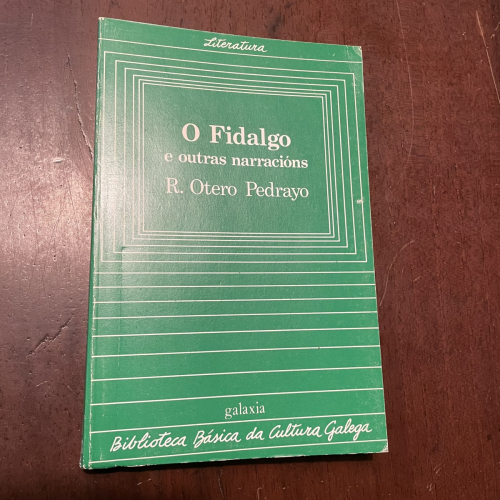 Literatura
O Fidalgo
e outras narracións
R. Otero Pedrayo
galaxia
Biblioteca Básica da Cultura Galega